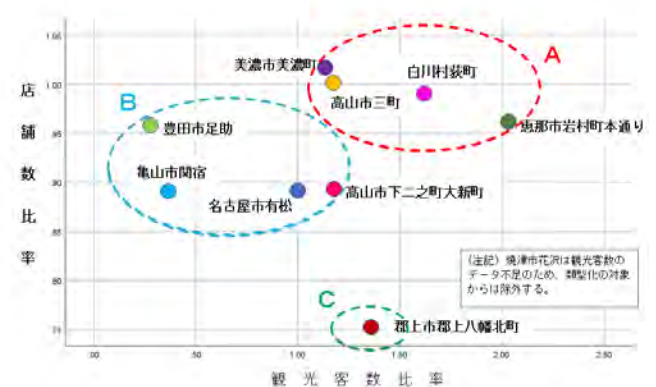 1.05
1.00
.95
.90
.85
.80
.75
店舗数比率
A
B
C
美濃市美濃町
白川村荻町
高山市三町
恵那市岩村町本通り
豊田市足助
亀山市関宿
名古屋市有松
高山市下二之町大新町
(注記) 焼津市花沢は観光客数の
データ不足のため、類型化の対象
からは除外する。
郡上市郡上八幡北町
.00 .50 1.00 1.50 2.00 2.50
観光客数比率